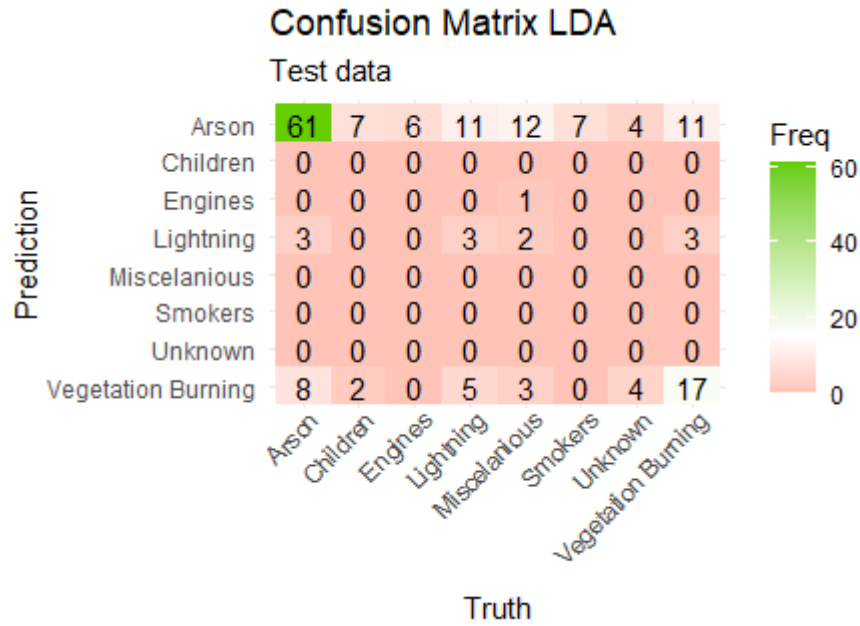 Confusion Matrix LDA
Test data
Prediction
Arson 61 7 6 11 12 7 4 11
Children 0 0 0 0 0 0 0 0
Engines 0 0 0 0 1 0 0 0
Lightning 3 0 0 3 2 0 0 3
Miscelanious 0 0 0 0 0 0 0 0
Smokers 0 0 0 0 0 0 0 0
Unknown 0 0 0 0 0 0 0 0
Vegetation Burning 8 2 0 5 3 0 4 17
Arson
Children
Engines
Lightning
Miscelanious
Smokers
Unknown
Vegetation Burning
Truth
Freq
60
40
20
0